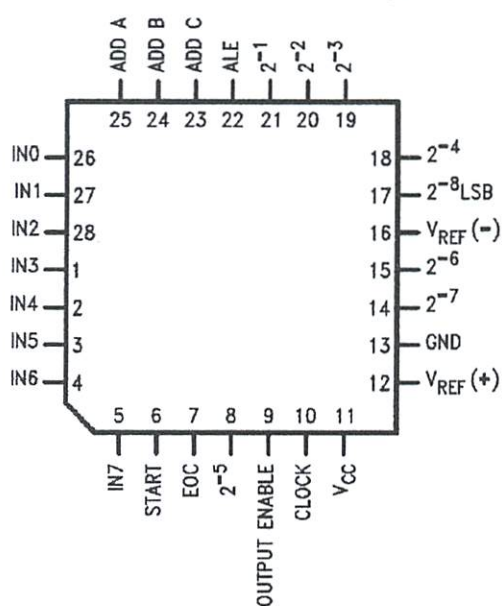 ADD A
ADD B
ADD C
ALE
2⁻¹
2⁻²
2⁻³
25 24 23 22 21 20 19
IN0 26
IN1 27
IN2 28
IN3 1
IN4 2
IN5 3
IN6 4
18 2⁻⁴
17 2⁻⁸LSB
16 V_REF (−)
15 2⁻⁶
14 2⁻⁷
13 GND
12 V_REF (+)
5 6 7 8 9 10 11
IN7
START
EOC
2⁻⁵
OUTPUT ENABLE
CLOCK
V_CC